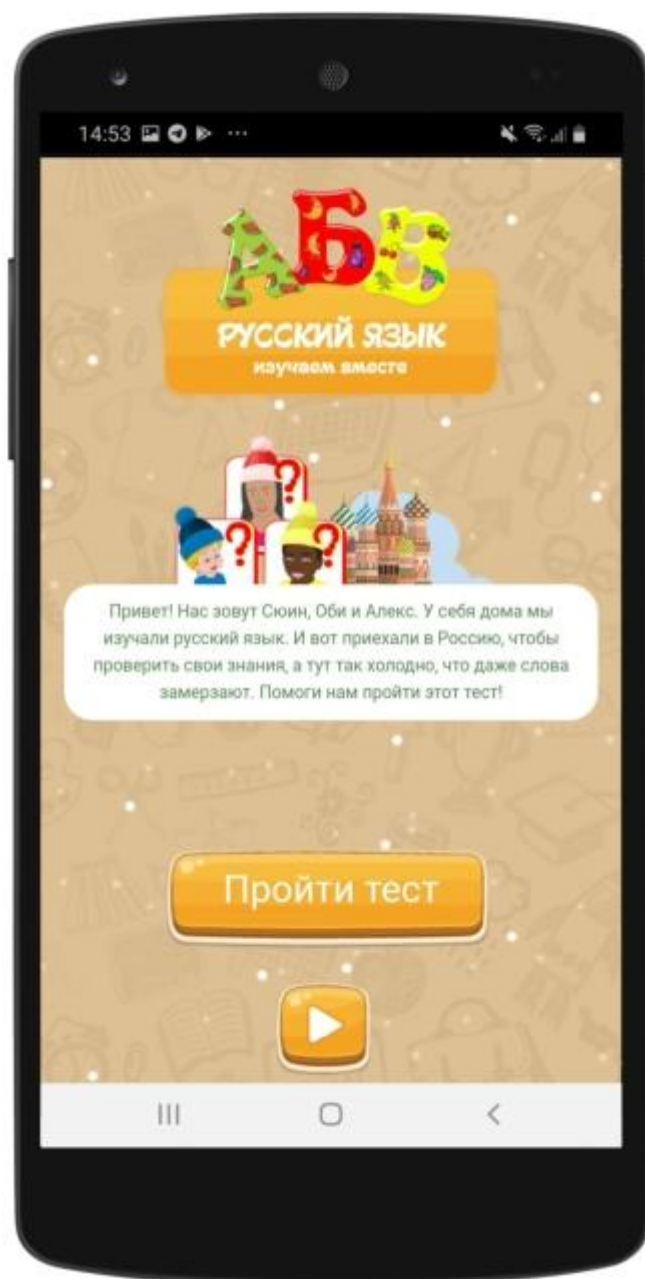 14:53
АБВ
РУССКИЙ ЯЗЫК
изучаем вместе
? ? ?
Привет! Нас зовут Сюин, Оби и Алекс. У себя дома мы
изучали русский язык. И вот приехали в Россию, чтобы
проверить свои знания, а тут так холодно, что даже слова
замерзают. Помоги нам пройти этот тест!
Пройти тест